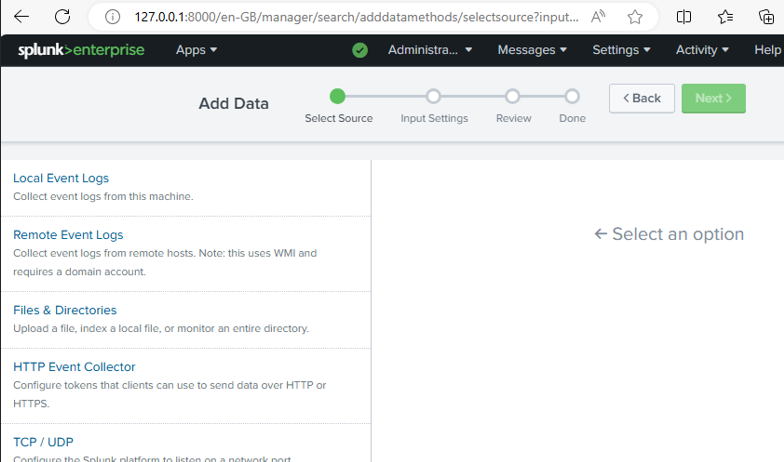 127.0.0.1:8000/en-GB/manager/search/adddatamethods/selectsource?input...
splunk>enterprise Apps Administra... Messages Settings Activity Help
Add Data
Select Source Input Settings Review Done
< Back Next >
Local Event Logs
Collect event logs from this machine.
Remote Event Logs
Collect event logs from remote hosts. Note: this uses WMI and
requires a domain account.
Files & Directories
Upload a file, index a local file, or monitor an entire directory.
HTTP Event Collector
Configure tokens that clients can use to send data over HTTP or
HTTPS.
TCP / UDP
Configure the Splunk platform to listen on a network port.
← Select an option